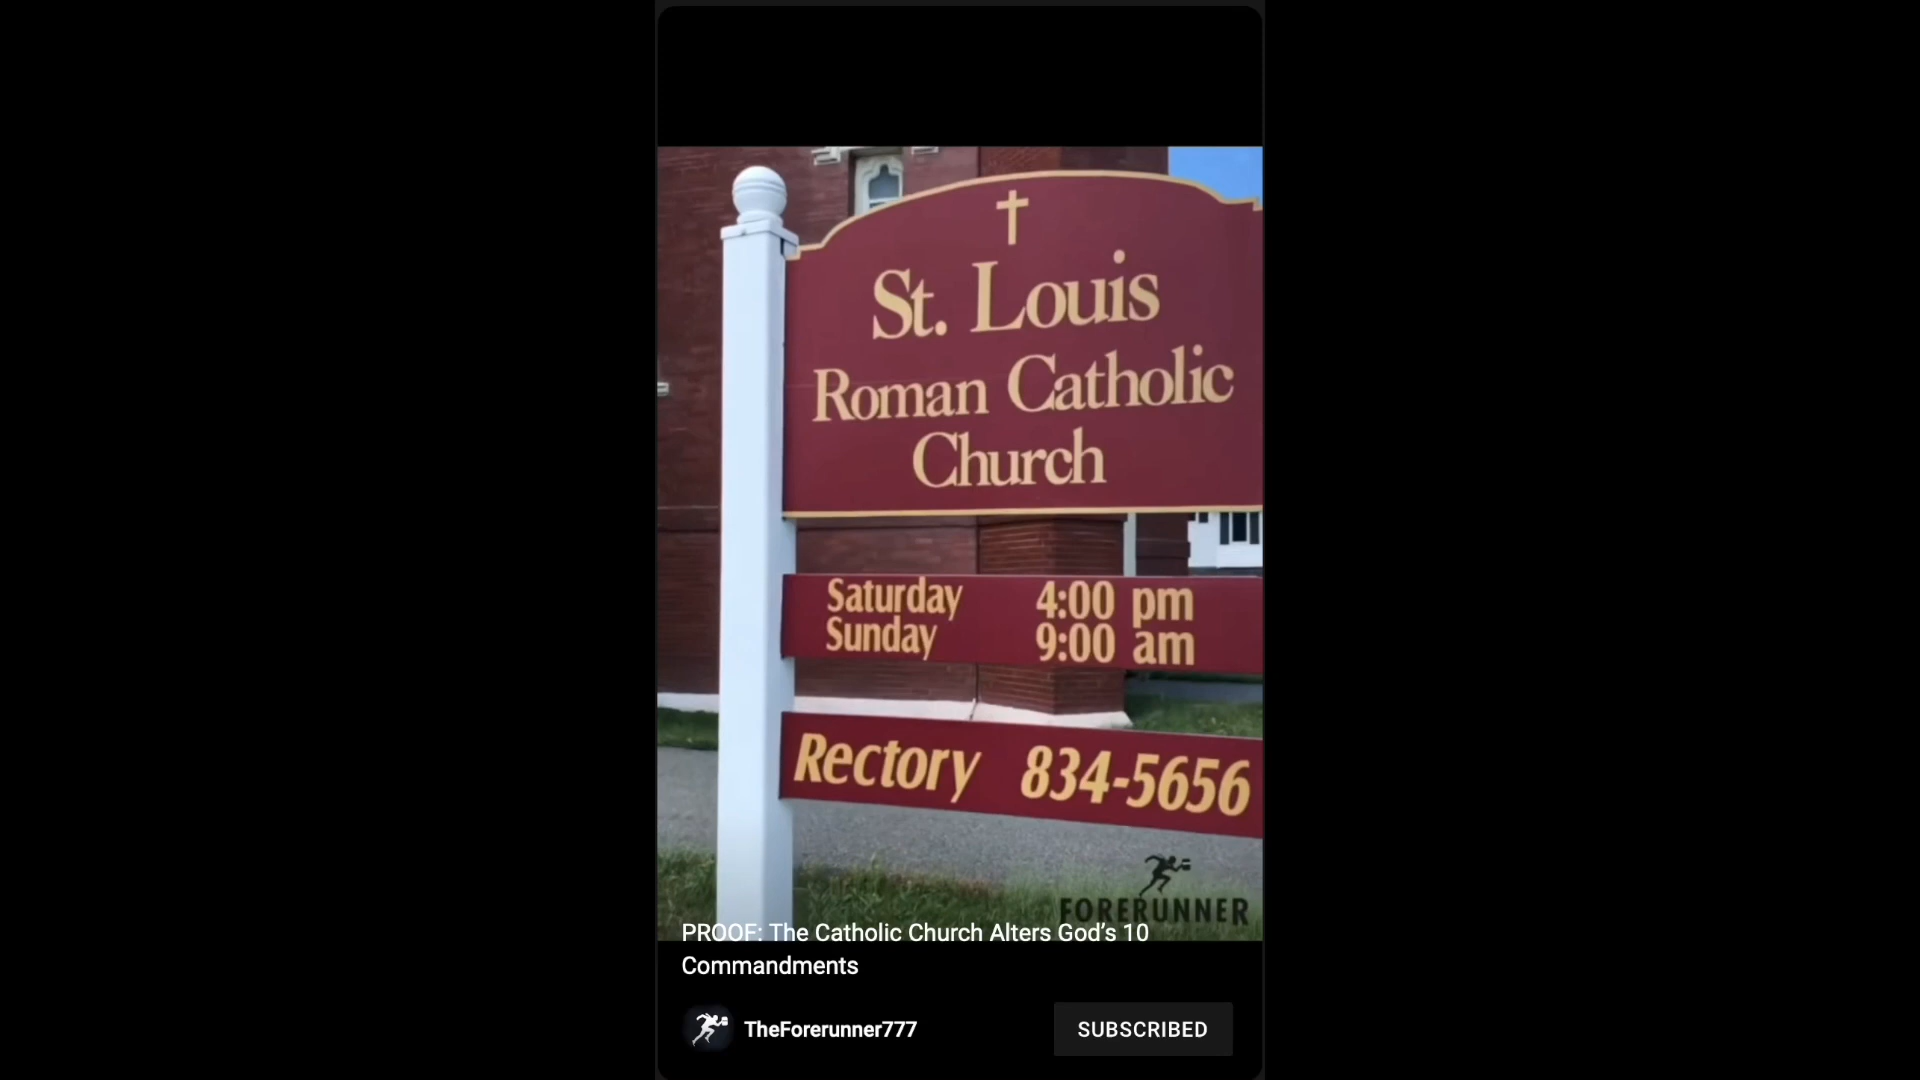 St. Louis
Roman Catholic
Church
Saturday 4:00 pm
Sunday 9:00 am
Rectory 834-5656
FORERUNNER
PROOF: The Catholic Church Alters God’s 10
Commandments
TheForerunner777
SUBSCRIBED